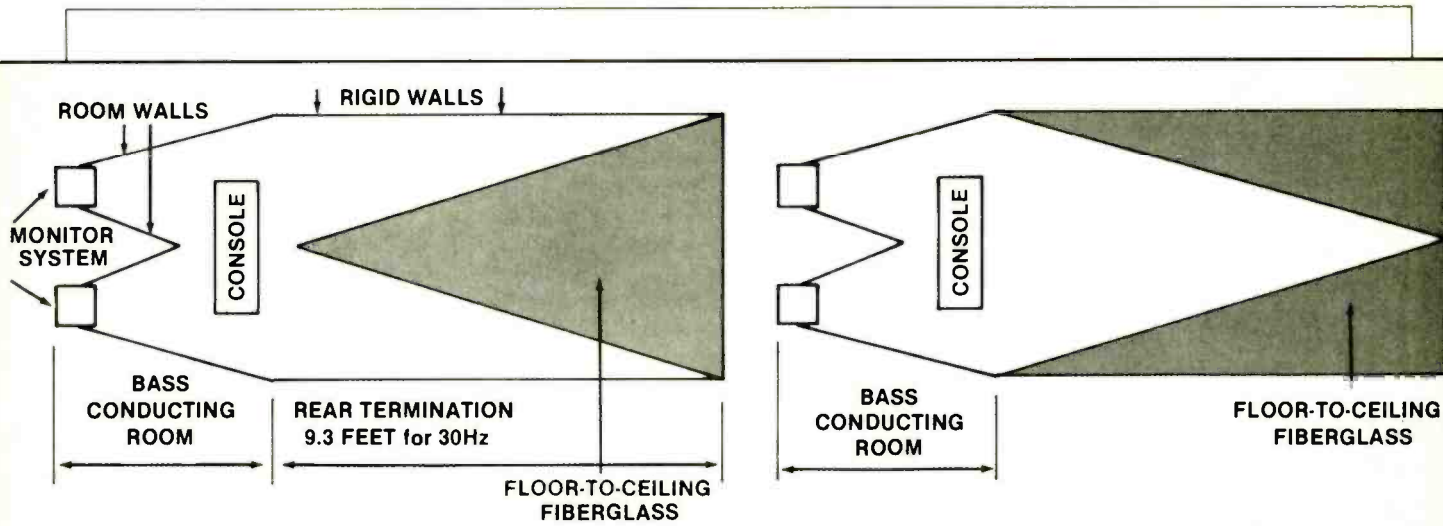 ROOM WALLS
RIGID WALLS
MONITOR
SYSTEM
CONSOLE
BASS
CONDUCTING
ROOM
REAR TERMINATION
9.3 FEET for 30Hz
FLOOR-TO-CEILING
FIBERGLASS
CONSOLE
BASS
CONDUCTING
ROOM
FLOOR-TO-CEILING
FIBERGLASS